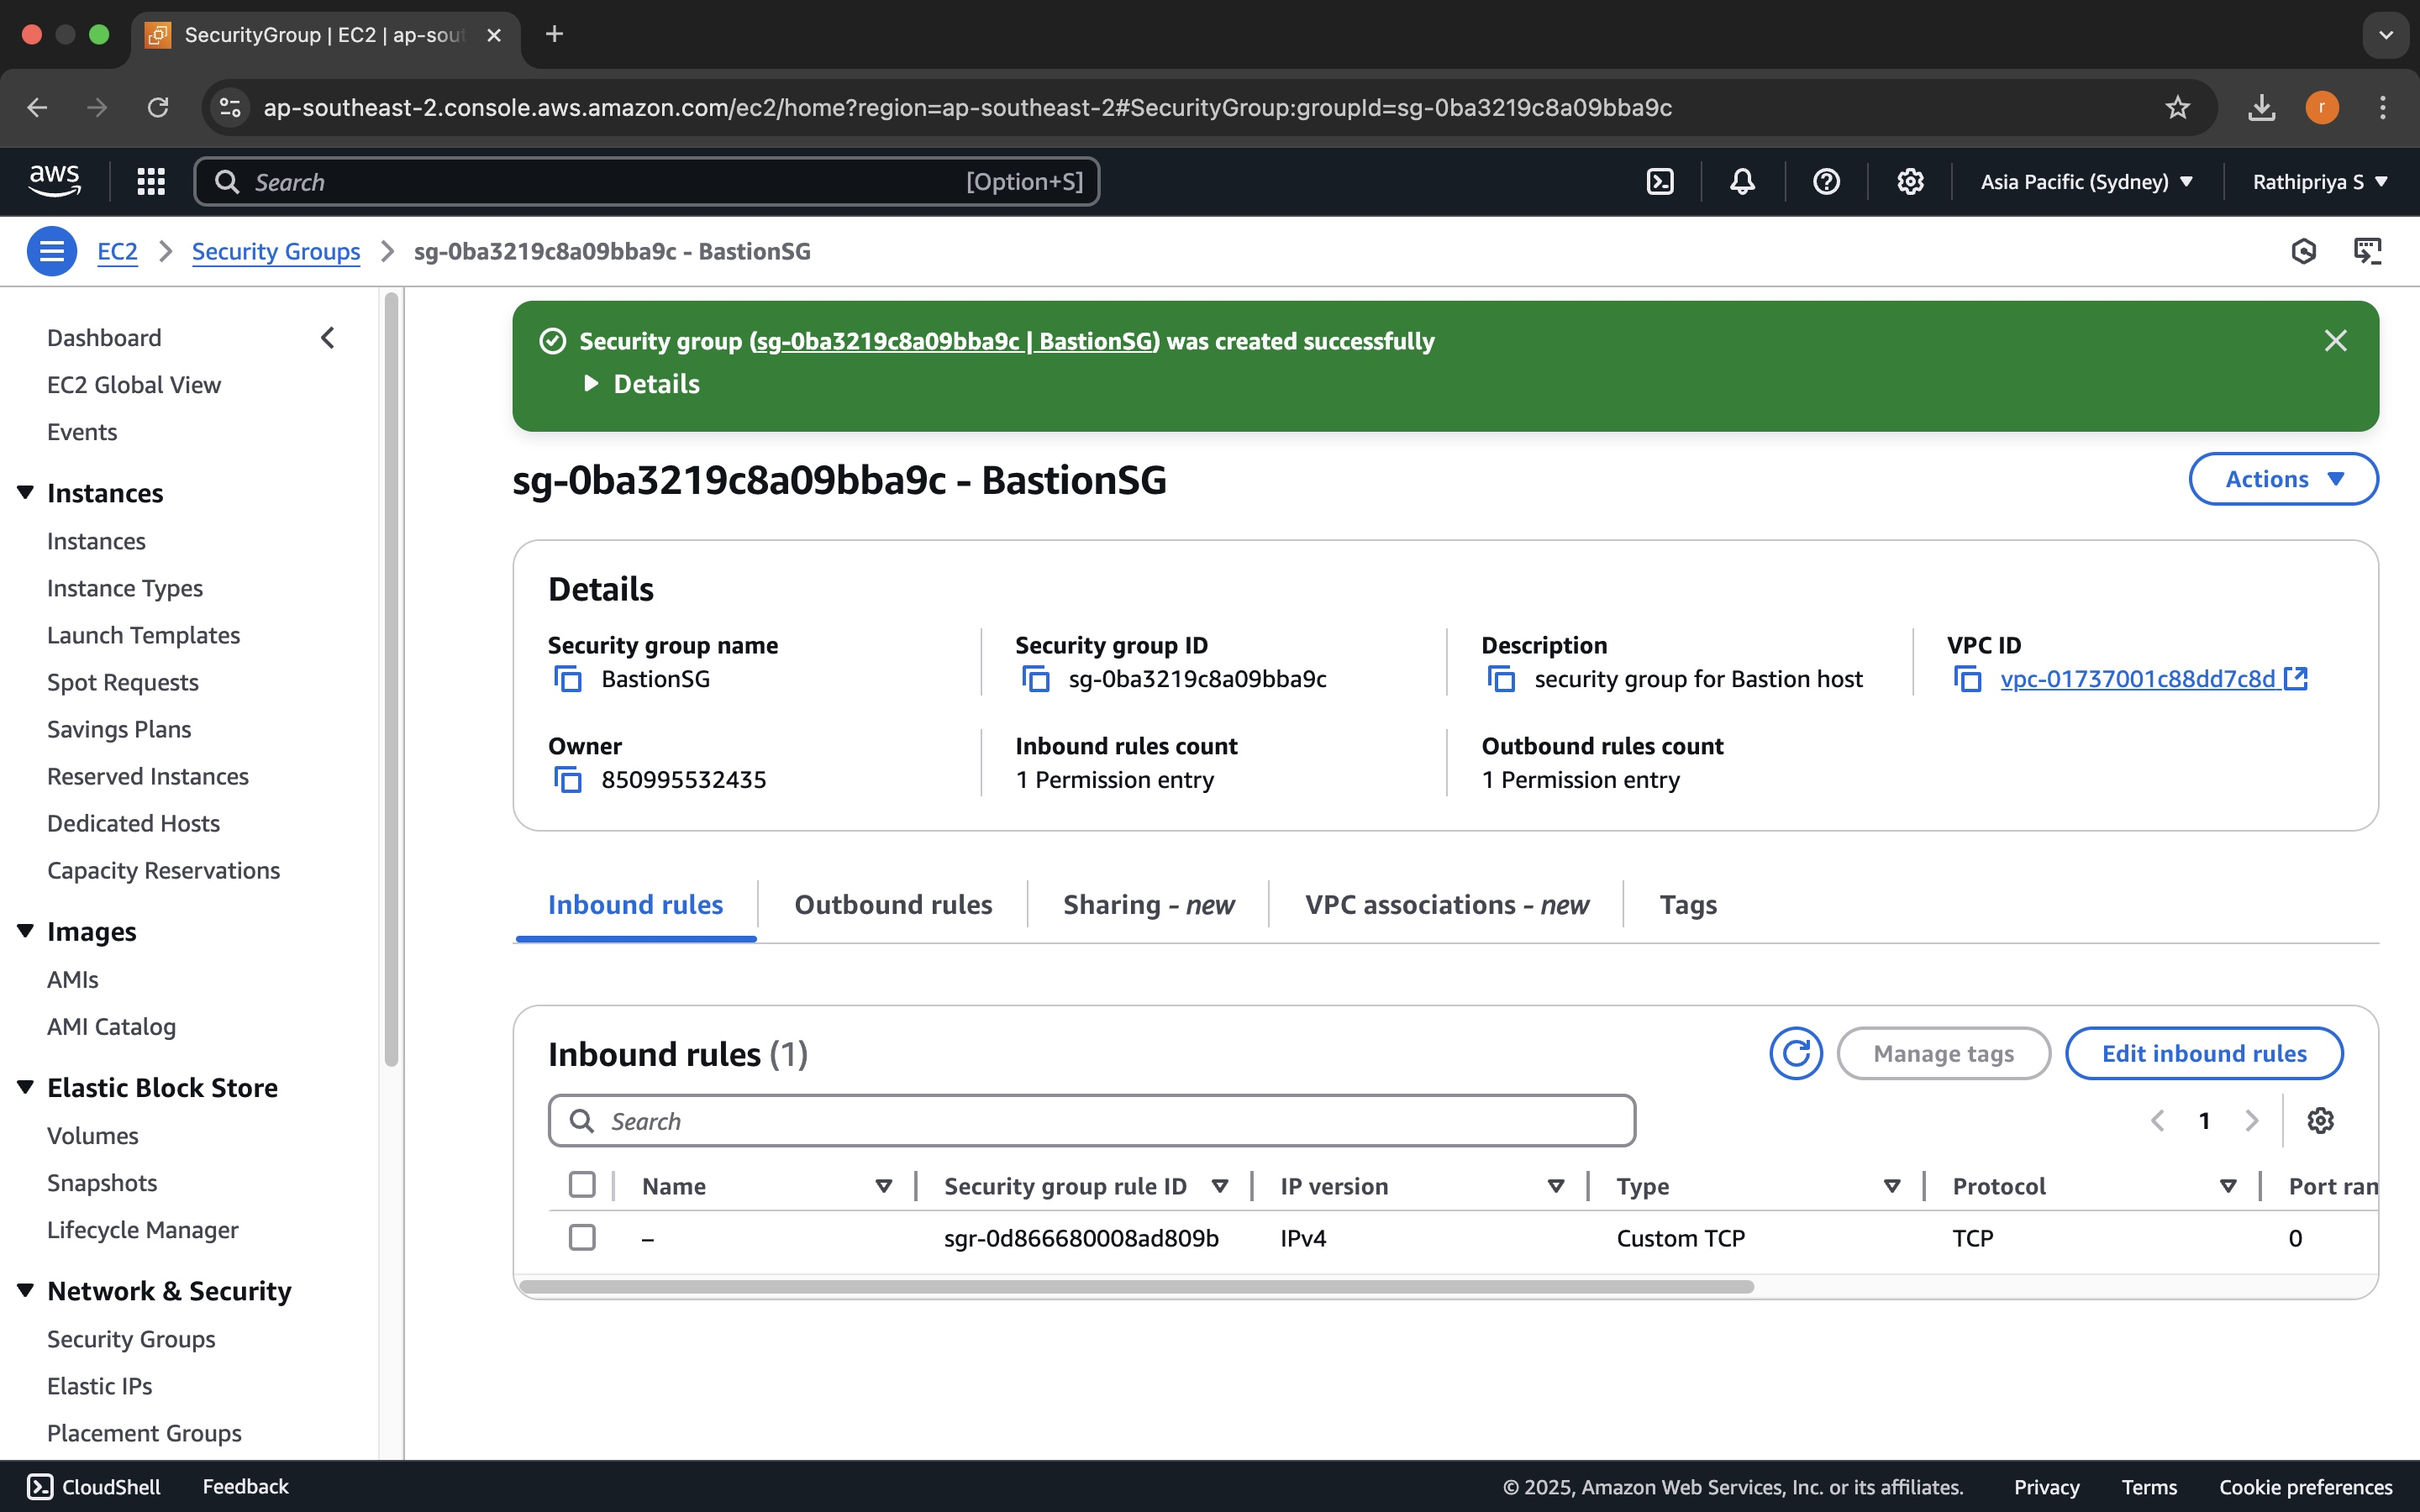 SecurityGroup | EC2 | ap-sout
ap-southeast-2.console.aws.amazon.com/ec2/home?region=ap-southeast-2#SecurityGroup:groupId=sg-0ba3219c8a09bba9c
r
aws
Search
[Option+S]
Asia Pacific (Sydney)
Rathipriya S
EC2
Security Groups
sg-0ba3219c8a09bba9c - BastionSG
Dashboard
EC2 Global View
Events
Instances
Instances
Instance Types
Launch Templates
Spot Requests
Savings Plans
Reserved Instances
Dedicated Hosts
Capacity Reservations
Images
AMIs
AMI Catalog
Elastic Block Store
Volumes
Snapshots
Lifecycle Manager
Network & Security
Security Groups
Elastic IPs
Placement Groups
Security group (sg-0ba3219c8a09bba9c | BastionSG) was created successfully
Details
sg-0ba3219c8a09bba9c - BastionSG
Actions
Details
Security group name
BastionSG
Security group ID
sg-0ba3219c8a09bba9c
Description
security group for Bastion host
VPC ID
vpc-01737001c88dd7c8d
Owner
850995532435
Inbound rules count
1 Permission entry
Outbound rules count
1 Permission entry
Inbound rules
Outbound rules
Sharing - new
VPC associations - new
Tags
Inbound rules (1)
Manage tags
Edit inbound rules
Search
1
Name
Security group rule ID
IP version
Type
Protocol
Port ran
–
sgr-0d866680008ad809b
IPv4
Custom TCP
TCP
0
CloudShell
Feedback
© 2025, Amazon Web Services, Inc. or its affiliates.
Privacy
Terms
Cookie preferences